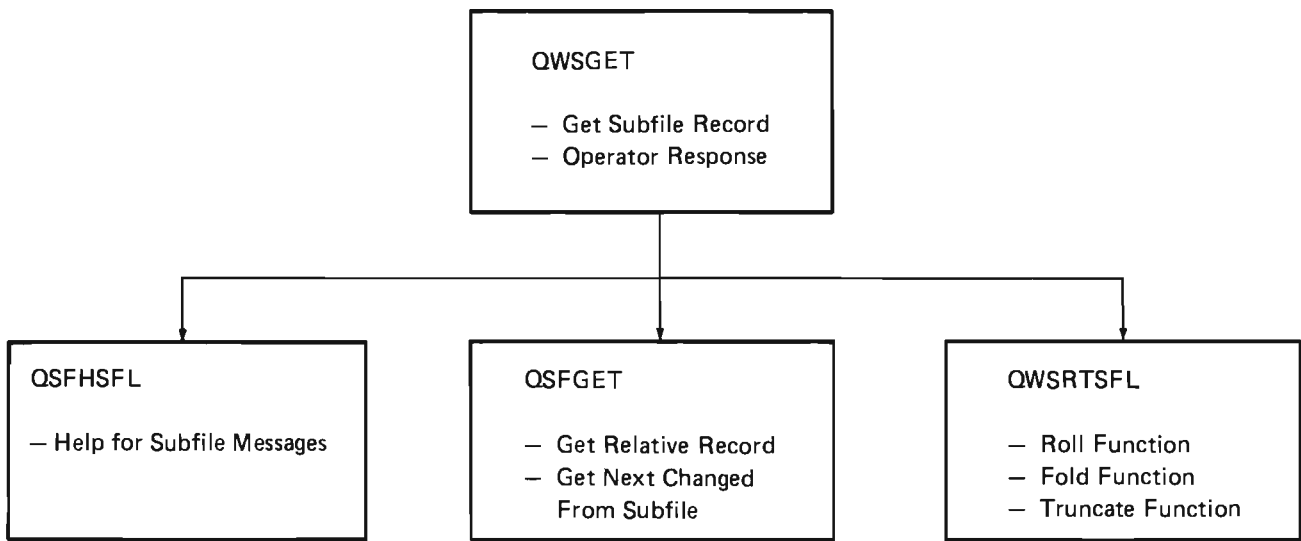 QWSGET
– Get Subfile Record
– Operator Response
QSFHSFL
– Help for Subfile Messages
QSFGET
– Get Relative Record
– Get Next Changed
From Subfile
QWSRTSFL
– Roll Function
– Fold Function
– Truncate Function